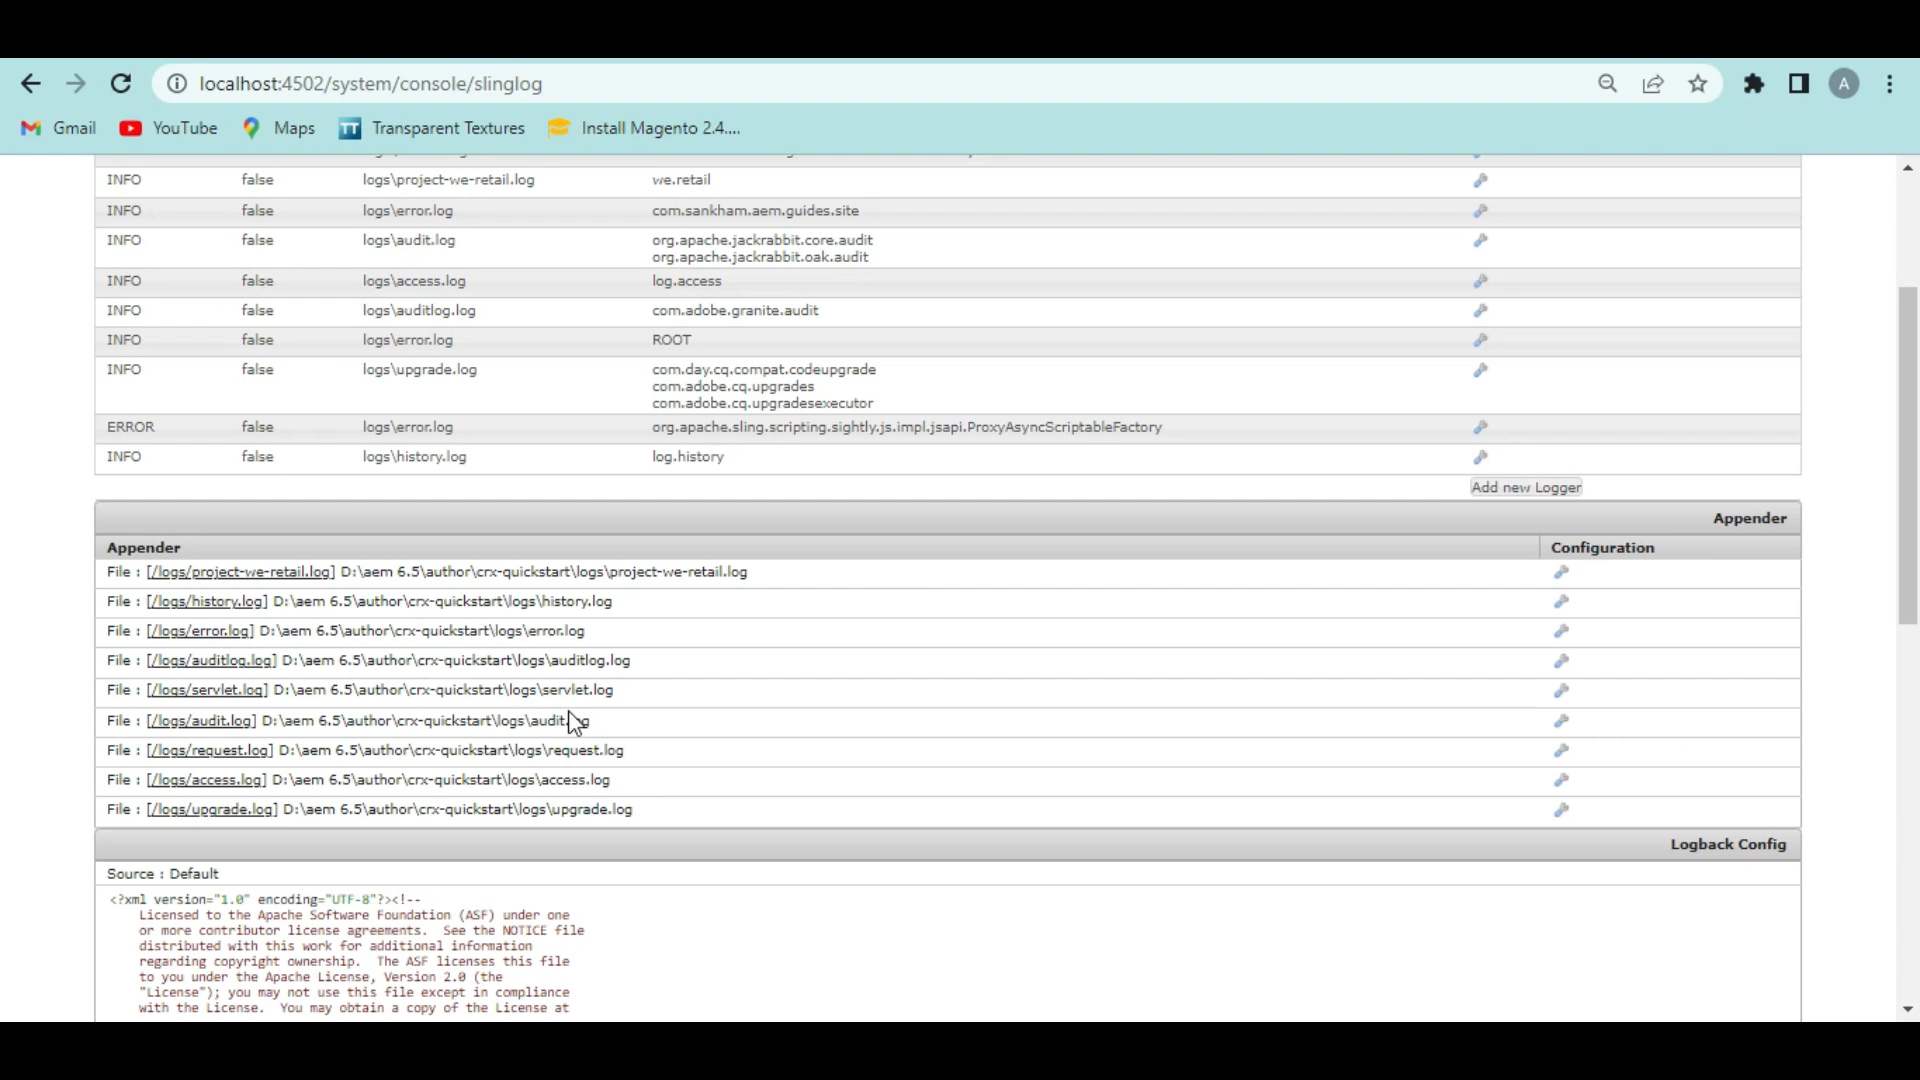 localhost:4502/system/console/slinglog
A
Gmail YouTube Maps TT Transparent Textures Install Magento 2.4....
INFO false logs\project-we-retail.log we.retail
INFO false logs\error.log com.sankham.aem.guides.site
INFO false logs\audit.log org.apache.jackrabbit.core.audit
org.apache.jackrabbit.oak.audit
INFO false logs\access.log log.access
INFO false logs\auditlog.log com.adobe.granite.audit
INFO false logs\error.log ROOT
INFO false logs\upgrade.log com.day.cq.compat.codeupgrade
com.adobe.cq.upgrades
com.adobe.cq.upgradesexecutor
ERROR false logs\error.log org.apache.sling.scripting.sightly.js.impl.jsapi.ProxyAsyncScriptableFactory
INFO false logs\history.log log.history
Add new Logger
Appender
Appender Configuration
File : [/logs/project-we-retail.log] D:\aem 6.5\author\crx-quickstart\logs\project-we-retail.log
File : [/logs/history.log] D:\aem 6.5\author\crx-quickstart\logs\history.log
File : [/logs/error.log] D:\aem 6.5\author\crx-quickstart\logs\error.log
File : [/logs/auditlog.log] D:\aem 6.5\author\crx-quickstart\logs\auditlog.log
File : [/logs/servlet.log] D:\aem 6.5\author\crx-quickstart\logs\servlet.log
File : [/logs/audit.log] D:\aem 6.5\author\crx-quickstart\logs\audit.log
File : [/logs/request.log] D:\aem 6.5\author\crx-quickstart\logs\request.log
File : [/logs/access.log] D:\aem 6.5\author\crx-quickstart\logs\access.log
File : [/logs/upgrade.log] D:\aem 6.5\author\crx-quickstart\logs\upgrade.log
Logback Config
Source : Default
<?xml version="1.0" encoding="UTF-8"?><!--
Licensed to the Apache Software Foundation (ASF) under one
or more contributor license agreements.  See the NOTICE file
distributed with this work for additional information
regarding copyright ownership.  The ASF licenses this file
to you under the Apache License, Version 2.0 (the
"License"); you may not use this file except in compliance
with the License.  You may obtain a copy of the License at